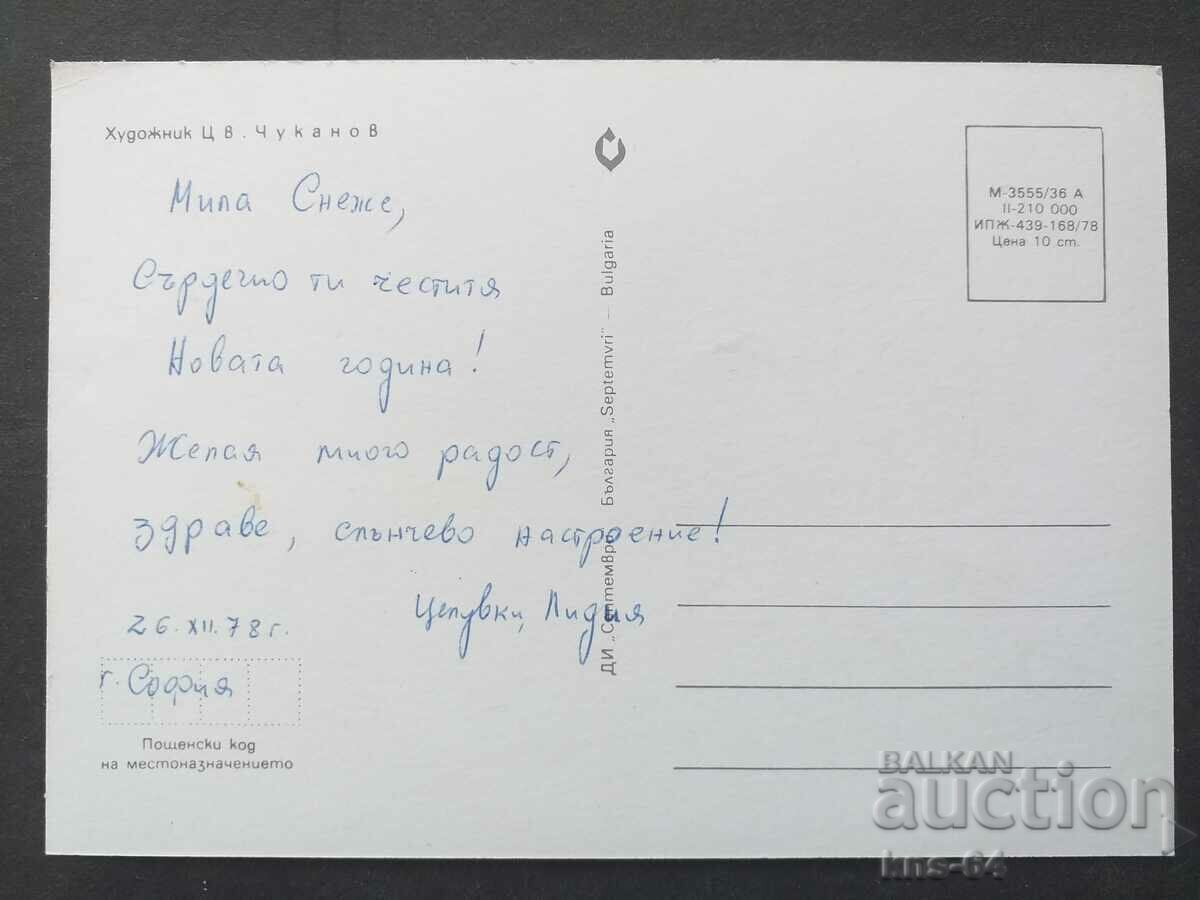 Художник Цв. Чуканов
Мила Снеже,
Сърдечно ти честитя
Новата година!
Желая много радост,
здраве, слънчево настроение!
Целувки, Лидия
26.XII.78 г.
г. София
Пощенски код
на местоназначението
ДИ „Септември" България „Septemvri" — Bulgaria
М-3555/36 А
II-210 000
ИПЖ-439-168/78
Цена 10 ст.
BALKAN
auction
kns-64